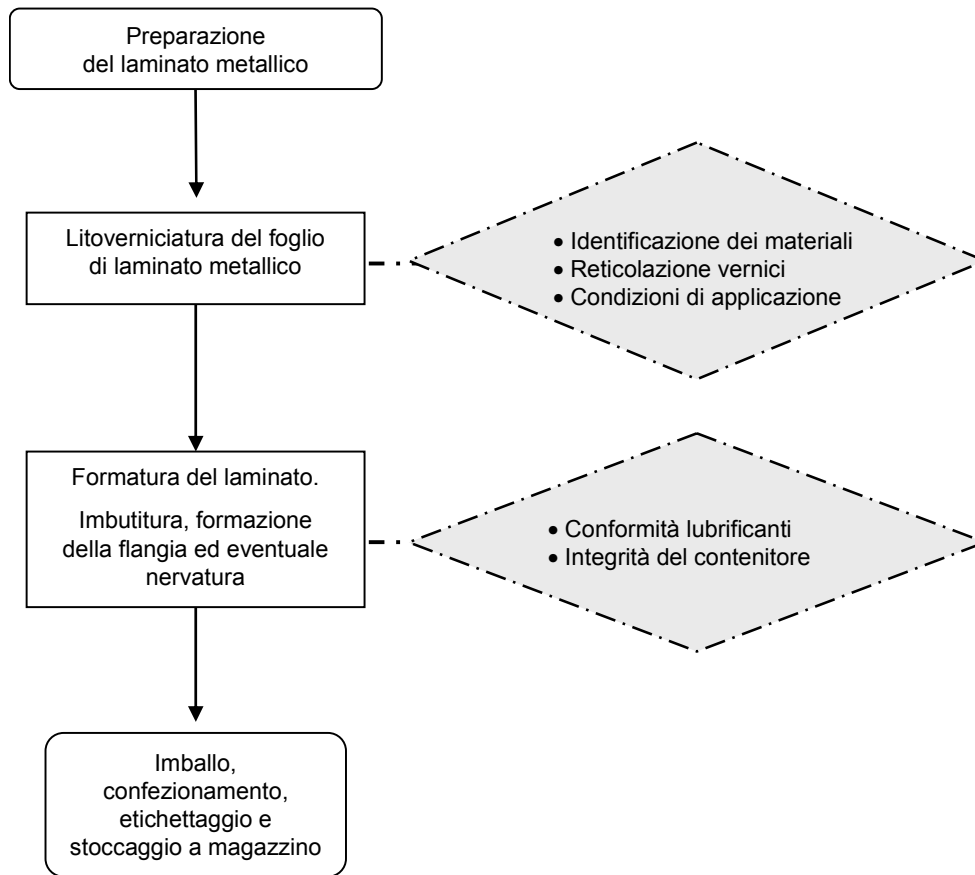 Preparazione
del laminato metallico
Litoverniciatura del foglio
di laminato metallico
• Identificazione dei materiali
• Reticolazione vernici
• Condizioni di applicazione
Formatura del laminato.
Imbutitura, formazione
della flangia ed eventuale
nervatura
• Conformità lubrificanti
• Integrità del contenitore
Imballo,
confezionamento,
etichettaggio e
stoccaggio a magazzino